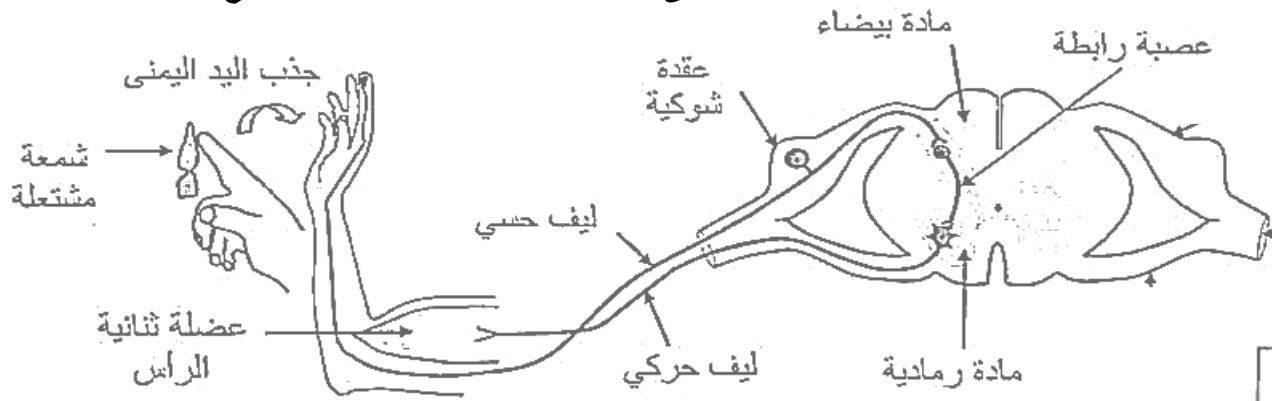 مادة بيضاء
عصبة رابطة
عقدة
شوكية
جذب اليد اليمنى
شمعة
مشتعلة
ليف حسي
عضلة ثنائية
الراس
ليف حركي
مادة رمادية